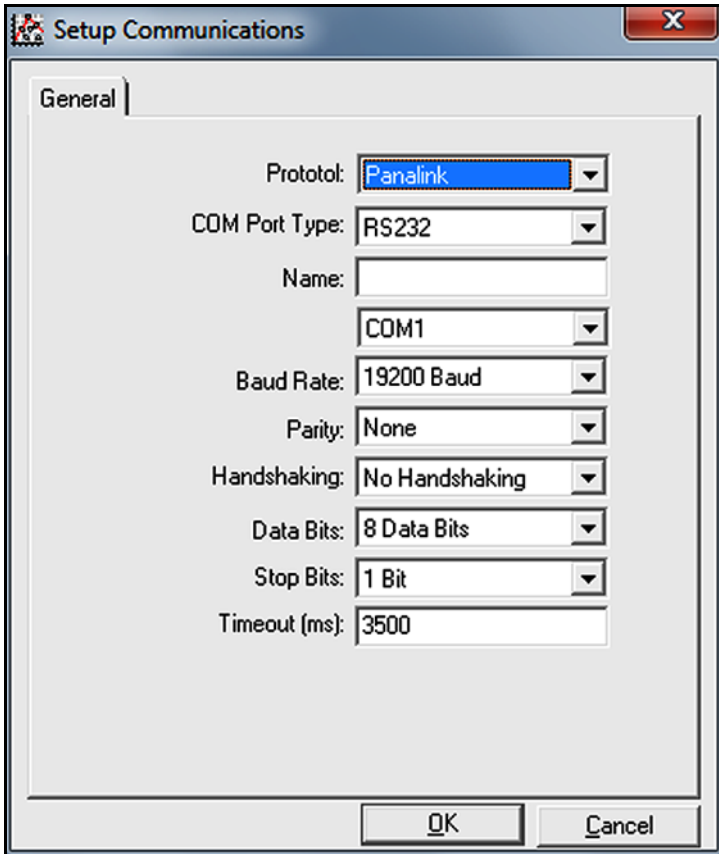 Setup Communications
General
Prototol: Panalink
COM Port Type: RS232
Name:
COM1
Baud Rate: 19200 Baud
Parity: None
Handshaking: No Handshaking
Data Bits: 8 Data Bits
Stop Bits: 1 Bit
Timeout (ms): 3500
OK Cancel